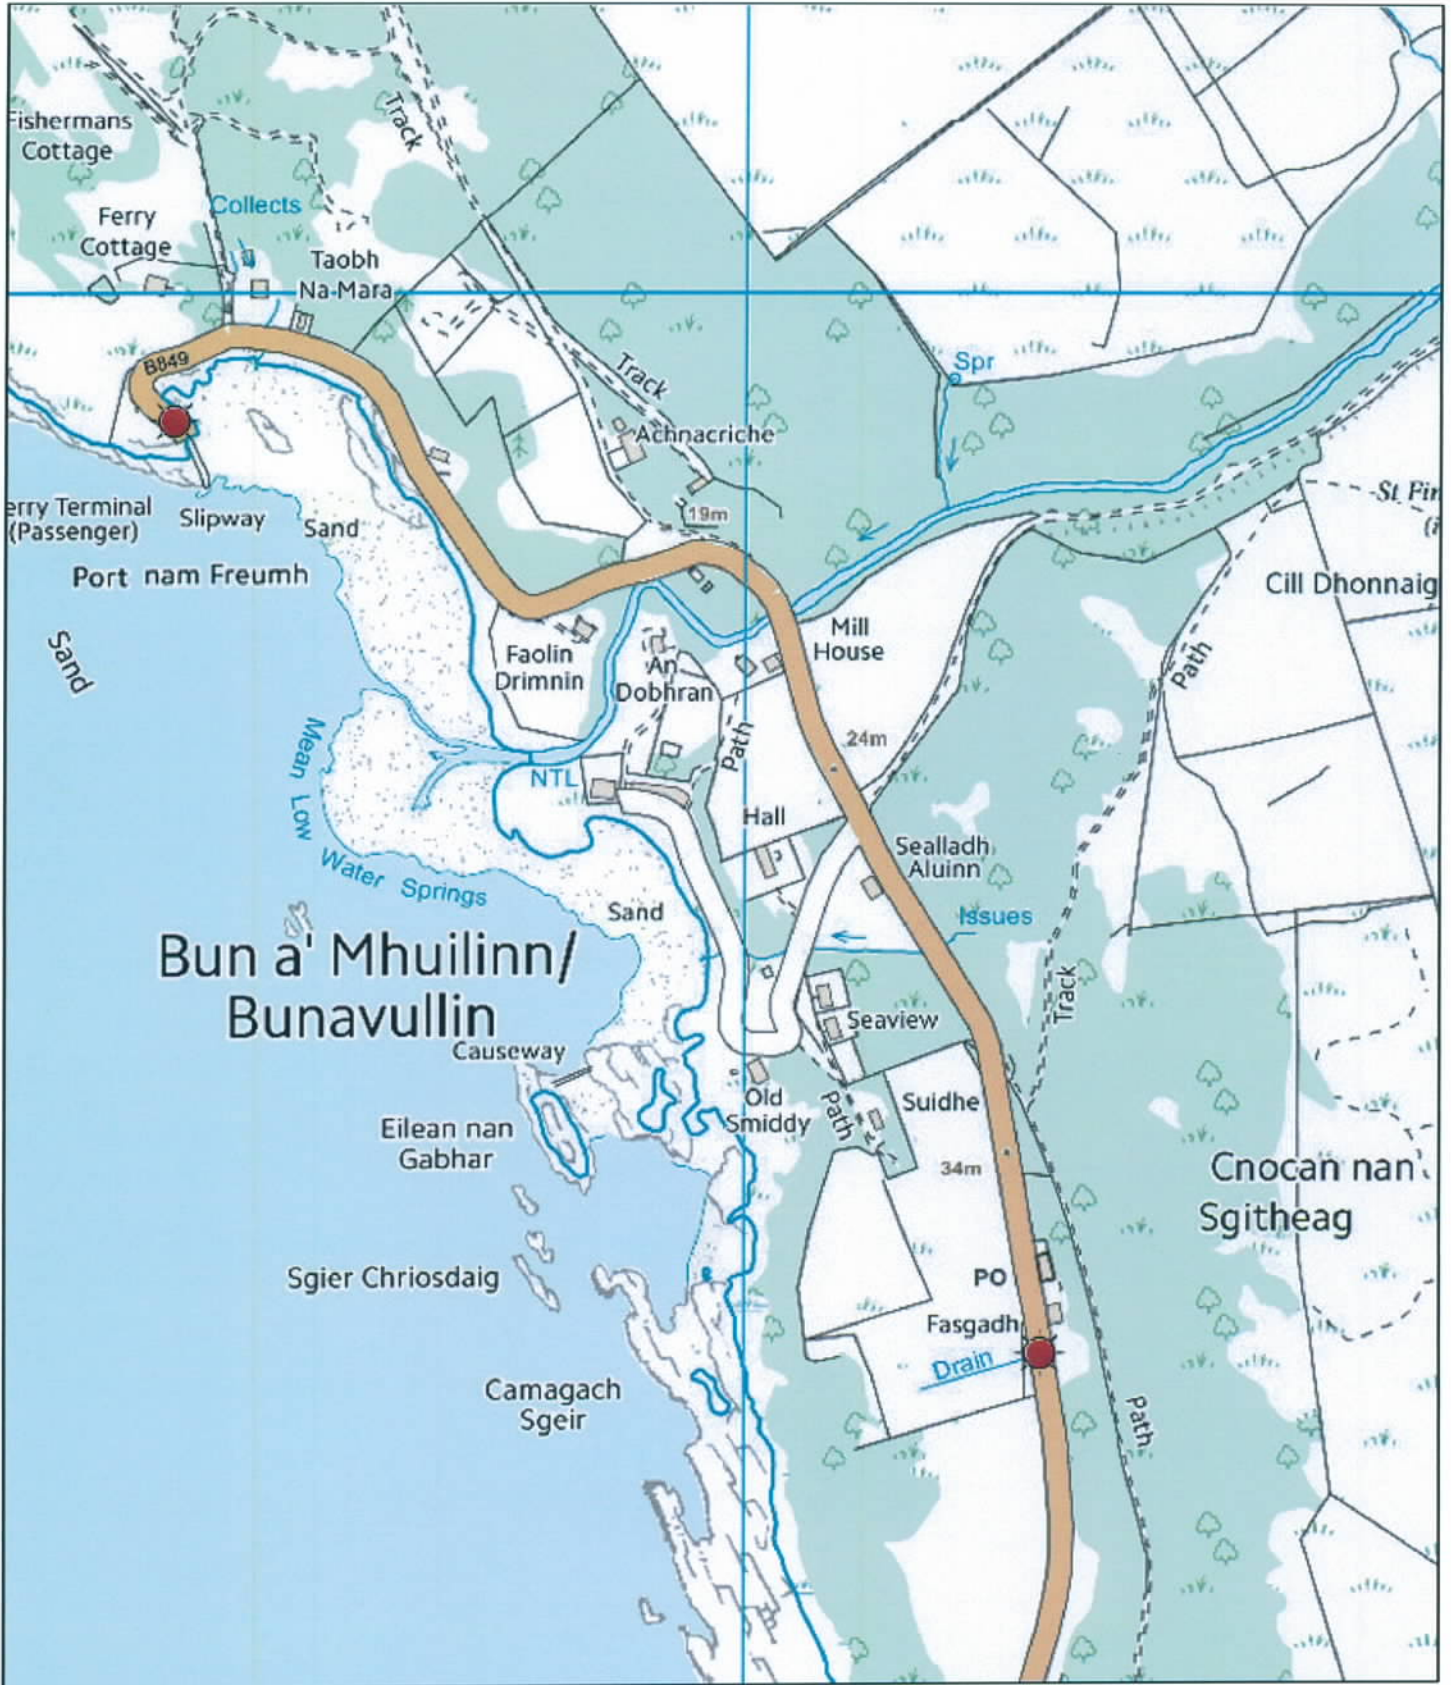 Fishermans
Cottage
Track
Collects
Ferry
Cottage
Taobh
Na-Mara
B849
Track
Spr
Achnacriche
19m
erry Terminal
(Passenger)
Slipway
Sand
St Fin
Port nam Freumh
Cill Dhonnaig
Sand
Mill
House
Faolin
Drimnin
An
Dobhran
Path
Path
24m
Mean Low Water Springs
NTL
Hall
Sealladh
Aluinn
Sand
Issues
Bun a' Mhuilinn/
Bunavullin
Track
Seaview
Causeway
Old
Smiddy
Path
Suidhe
Eilean nan
Gabhar
34m
Cnocan nan
Sgitheag
Sgier Chriosdaig
PO
Fasgadh
Drain
Camagach
Sgeir
Path